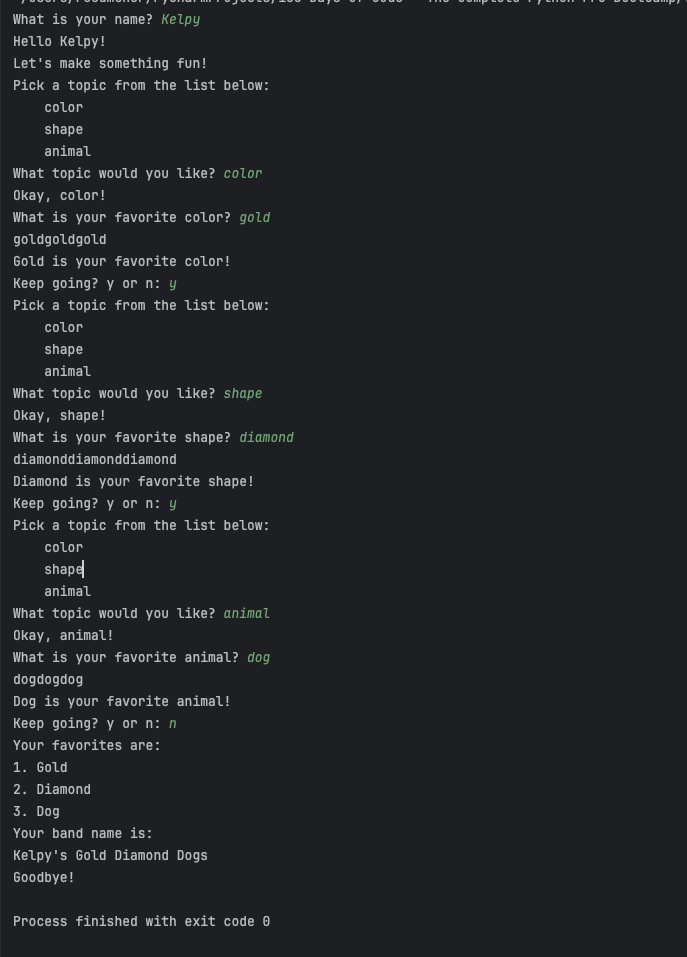 What is your name? Kelpy
Hello Kelpy!
Let's make something fun!
Pick a topic from the list below:
    color
    shape
    animal
What topic would you like? color
Okay, color!
What is your favorite color? gold
goldgoldgold
Gold is your favorite color!
Keep going? y or n: y
Pick a topic from the list below:
    color
    shape
    animal
What topic would you like? shape
Okay, shape!
What is your favorite shape? diamond
diamonddiamonddiamond
Diamond is your favorite shape!
Keep going? y or n: y
Pick a topic from the list below:
    color
    shape
    animal
What topic would you like? animal
Okay, animal!
What is your favorite animal? dog
dogdogdog
Dog is your favorite animal!
Keep going? y or n: n
Your favorites are:
1. Gold
2. Diamond
3. Dog
Your band name is:
Kelpy's Gold Diamond Dogs
Goodbye!
Process finished with exit code 0